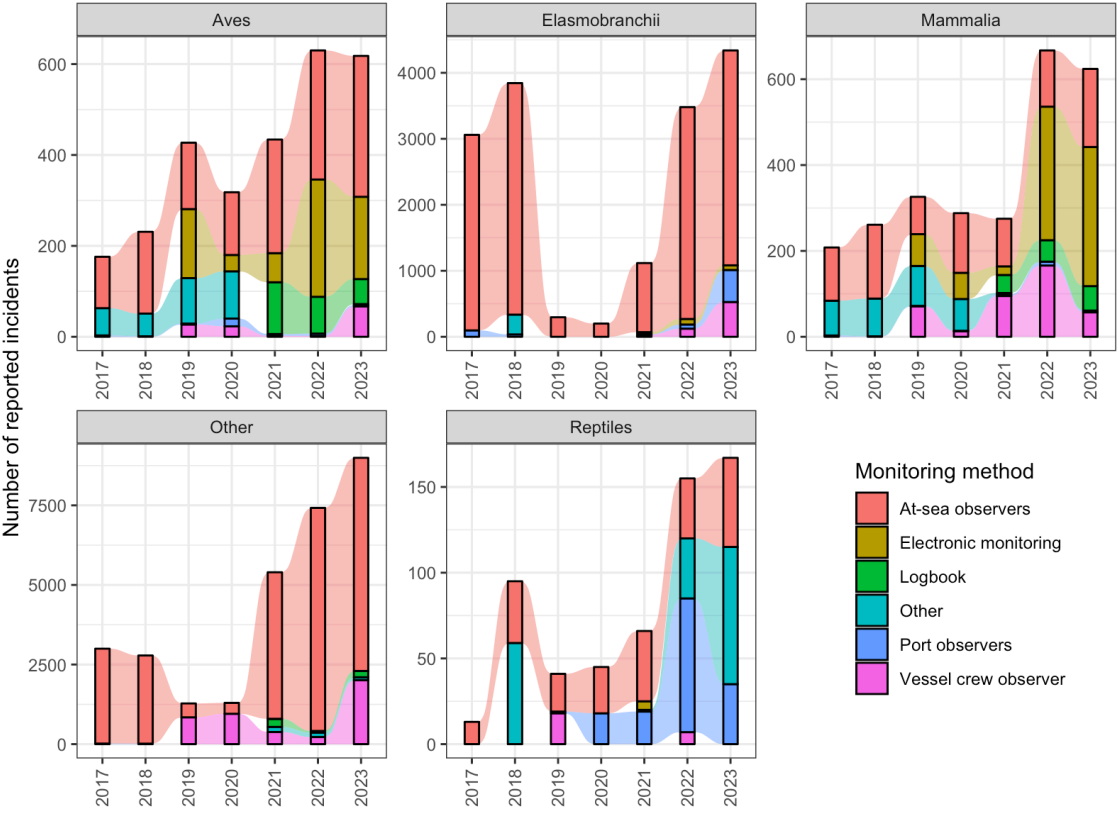 Number of reported incidents
Aves
600
400
200
0
2017 2018 2019 2020 2021 2022 2023
Elasmobranchii
4000
3000
2000
1000
0
2017 2018 2019 2020 2021 2022 2023
Mammalia
600
400
200
0
2017 2018 2019 2020 2021 2022 2023
Other
7500
5000
2500
0
2017 2018 2019 2020 2021 2022 2023
Reptiles
150
100
50
0
2017 2018 2019 2020 2021 2022 2023
Monitoring method
At-sea observers
Electronic monitoring
Logbook
Other
Port observers
Vessel crew observer